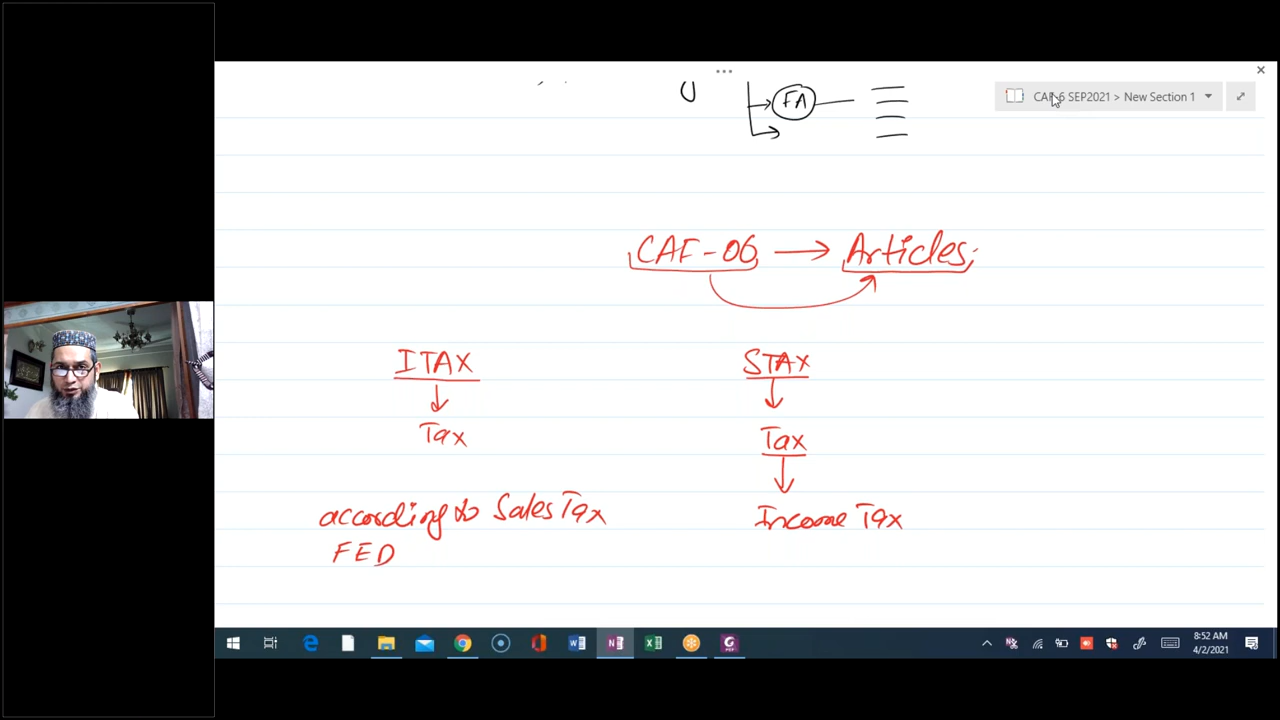 FA
CAF-6 SEP2021 > New Section 1
CAF-06 → Articles
ITAX
STAX
Tax
Tax
according to Sales Tax
Income Tax
FED
8:52 AM
4/2/2021